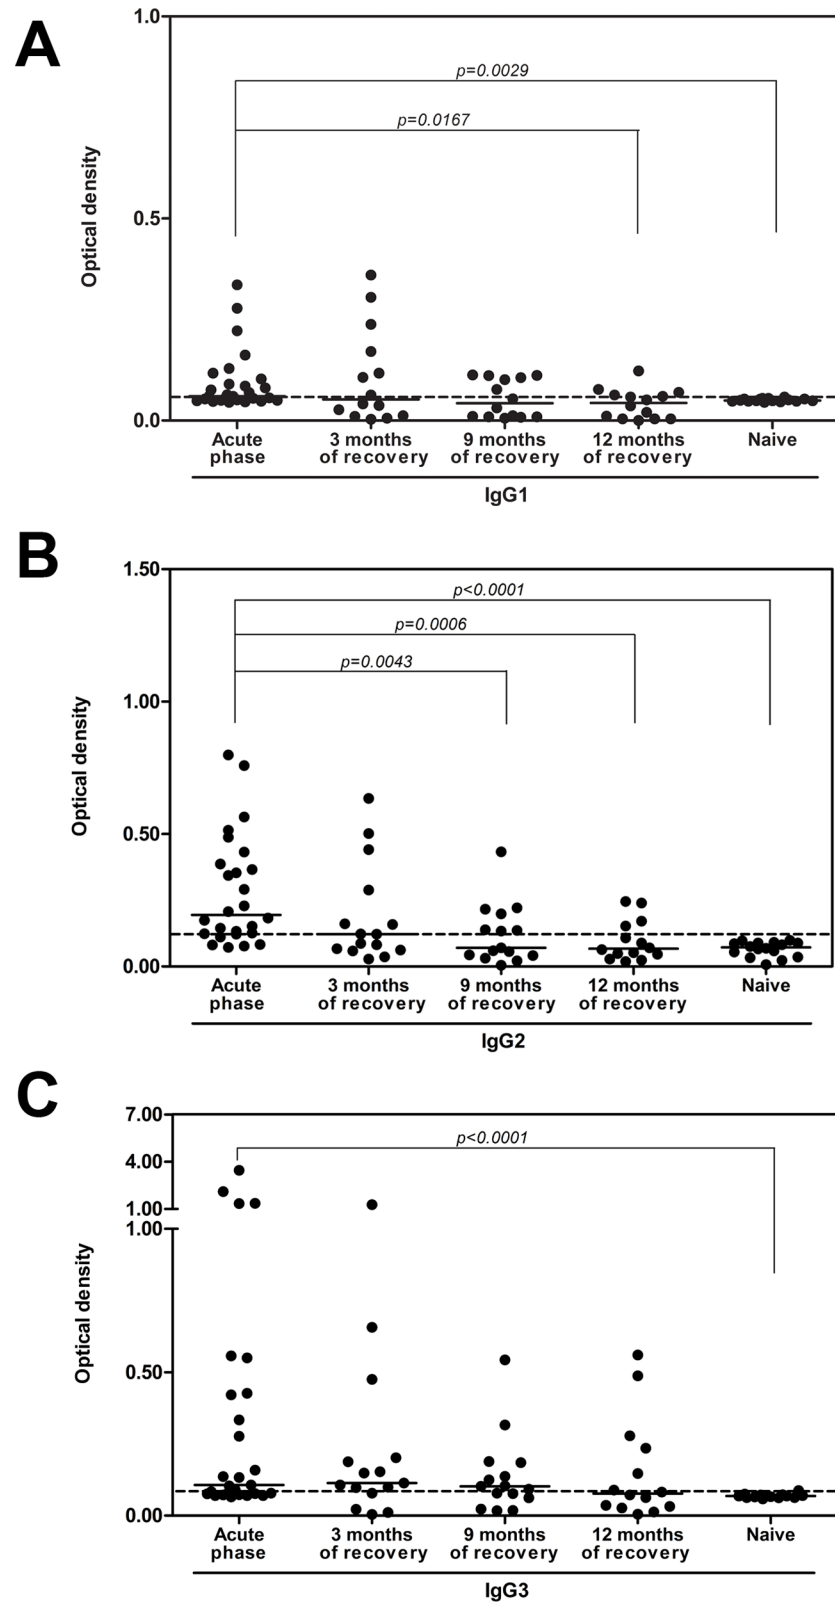 A
1.0
p=0.0029
p=0.0167
0.5
Optical density
0.0
Acute phase
3 months of recovery
9 months of recovery
12 months of recovery
Naive
IgG1
B
1.50
p<0.0001
p=0.0006
p=0.0043
1.00
Optical density
0.50
0.00
Acute phase
3 months of recovery
9 months of recovery
12 months of recovery
Naive
IgG2
C
7.00
p<0.0001
4.00
1.00
1.00
Optical density
0.50
0.00
Acute phase
3 months of recovery
9 months of recovery
12 months of recovery
Naive
IgG3